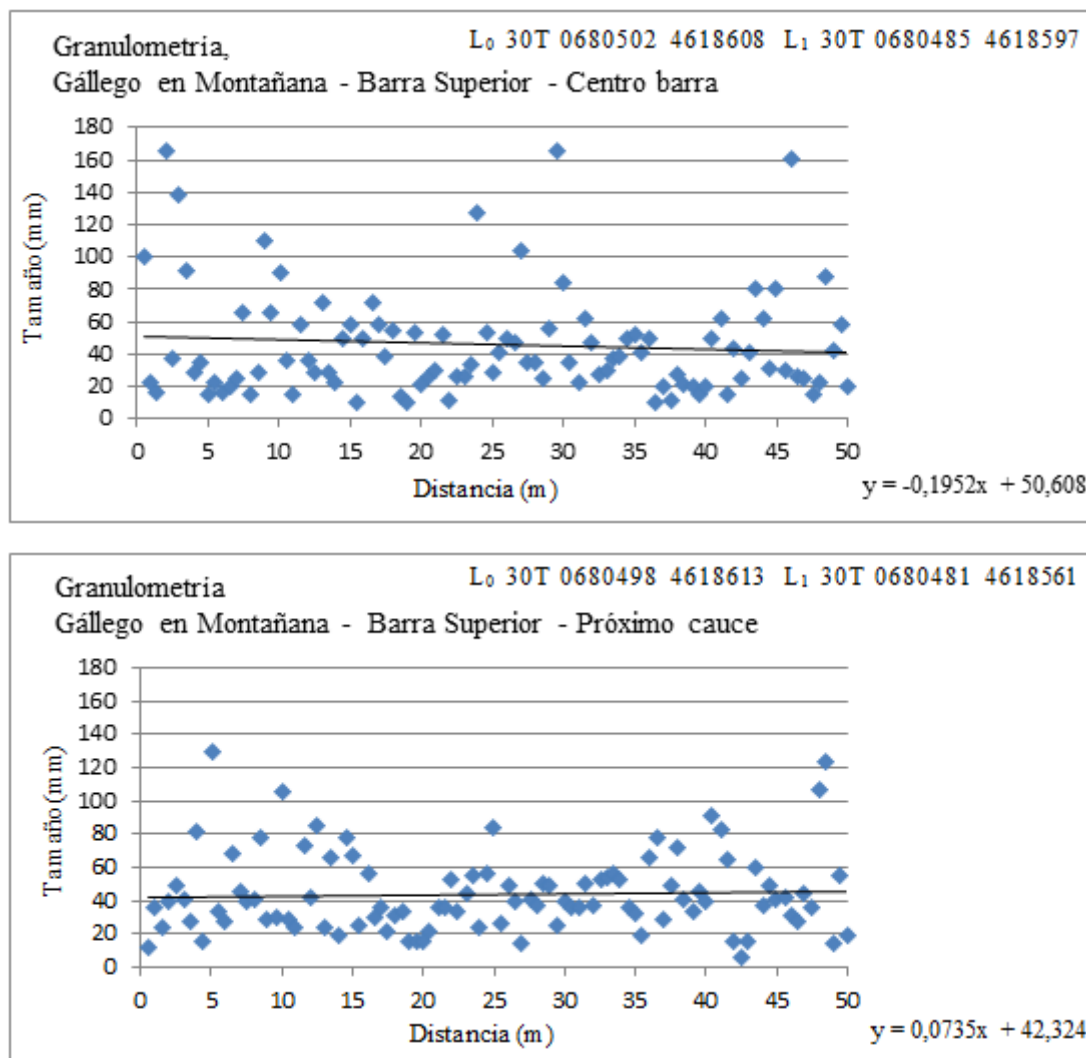 Granulometria,
L₀ 30T 0680502 4618608 L₁ 30T 0680485 4618597
Gállego en Montañana - Barra Superior - Centro barra
180
160
140
120
100
80
60
40
20
0
Tamaño (mm)
0 5 10 15 20 25 30 35 40 45 50
Distancia (m)
y = -0,1952x + 50,608
Granulometria
L₀ 30T 0680498 4618613 L₁ 30T 0680481 4618561
Gállego en Montañana - Barra Superior - Próximo cauce
180
160
140
120
100
80
60
40
20
0
Tamaño (mm)
0 5 10 15 20 25 30 35 40 45 50
Distancia (m)
y = 0,0735x + 42,324